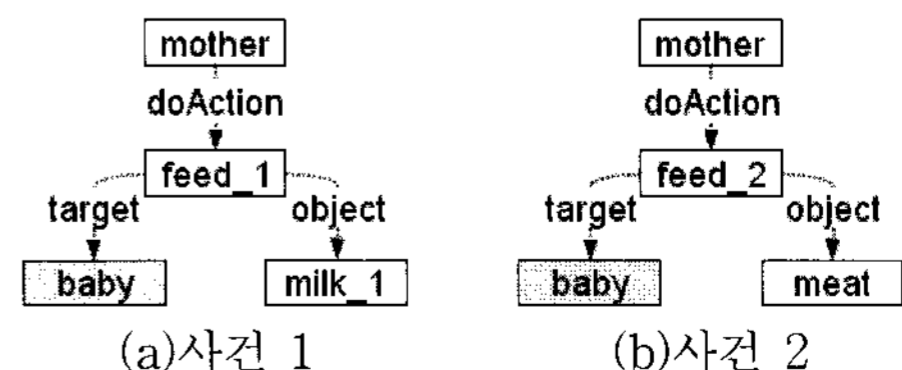 mother mother
doAction doAction
feed_1 feed_2
target object target object
baby milk_1 baby meat
(a)사건 1 (b)사건 2